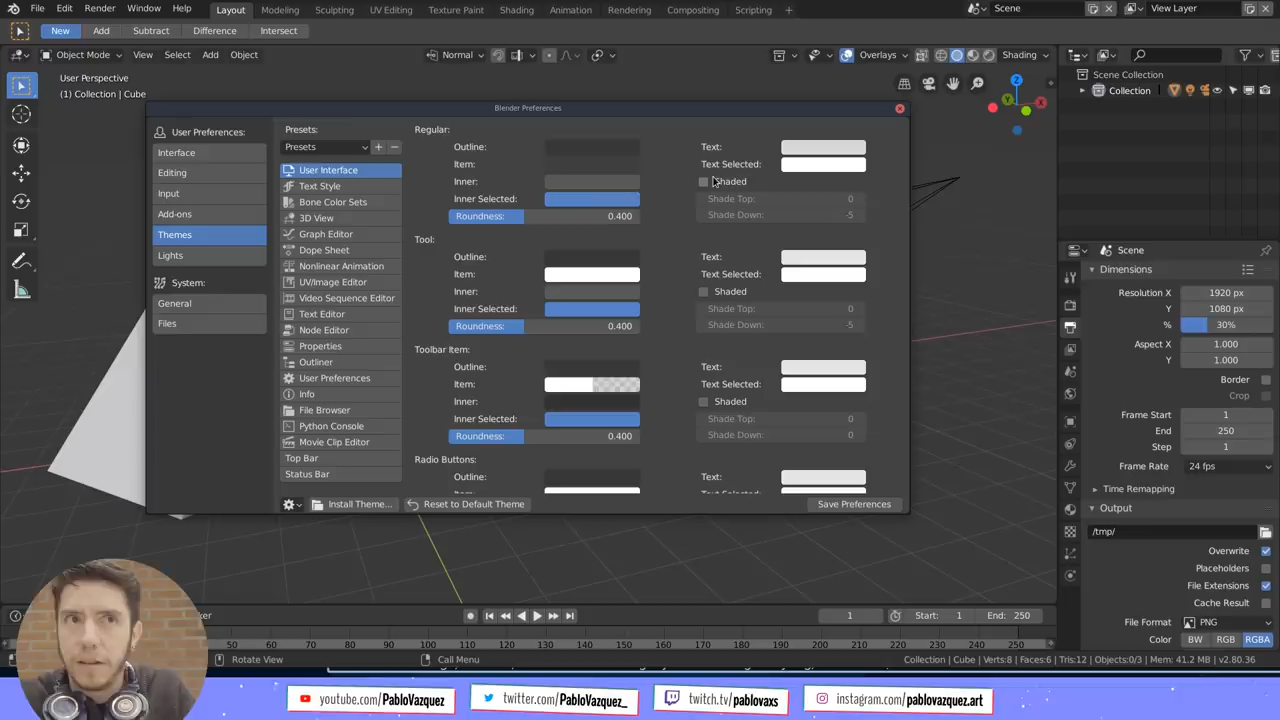 File Edit Render Window Help
Layout Modeling Sculpting UV Editing Texture Paint Shading Animation Rendering Compositing Scripting +
Scene
View Layer
New Add Subtract Difference Intersect
Object Mode View Select Add Object
Normal
Overlays
Shading
User Perspective
(1) Collection | Cube
Scene Collection
Collection
Blender Preferences
User Preferences:
Interface
Editing
Input
Add-ons
Themes
Lights
System:
General
Files
Presets:
Presets
User Interface
Text Style
Bone Color Sets
3D View
Graph Editor
Dope Sheet
Nonlinear Animation
UV/Image Editor
Video Sequence Editor
Text Editor
Node Editor
Properties
Outliner
User Preferences
Info
File Browser
Python Console
Movie Clip Editor
Top Bar
Status Bar
Regular:
Outline:
Item:
Inner:
Inner Selected:
Roundness: 0.400
Text:
Text Selected:
Shaded
Shade Top: 0
Shade Down: -5
Tool:
Outline:
Item:
Inner:
Inner Selected:
Roundness: 0.400
Text:
Text Selected:
Shaded
Shade Top: 0
Shade Down: -5
Toolbar Item:
Outline:
Item:
Inner:
Inner Selected:
Roundness: 0.400
Text:
Text Selected:
Shaded
Shade Top: 0
Shade Down: 0
Radio Buttons:
Outline:
Text:
Install Theme...
Reset to Default Theme
Save Preferences
Z
Y
X
Scene
Dimensions
Resolution X 1920 px
Y 1080 px
% 30%
Aspect X 1.000
Y 1.000
Border
Crop
Frame Start 1
End 250
Step 1
Frame Rate 24 fps
Time Remapping
Output
/tmp/
Overwrite
Placeholders
File Extensions
Cache Result
File Format PNG
Color BW RGB RGBA
1 Start: 1 End: 250
50 60 70 80 90 100 110 120 130 140 150 160 170 180 190 200 210 220 230 240 250
Rotate View
Call Menu
Collection | Cube | Verts:8 | Faces:6 | Tris:12 | Objects:0/3 | Mem: 41.2 MB | v2.80.36
youtube.com/PabloVazquez
twitter.com/PabloVazquez_
twitch.tv/pablovaxs
instagram.com/pablovazquez.art